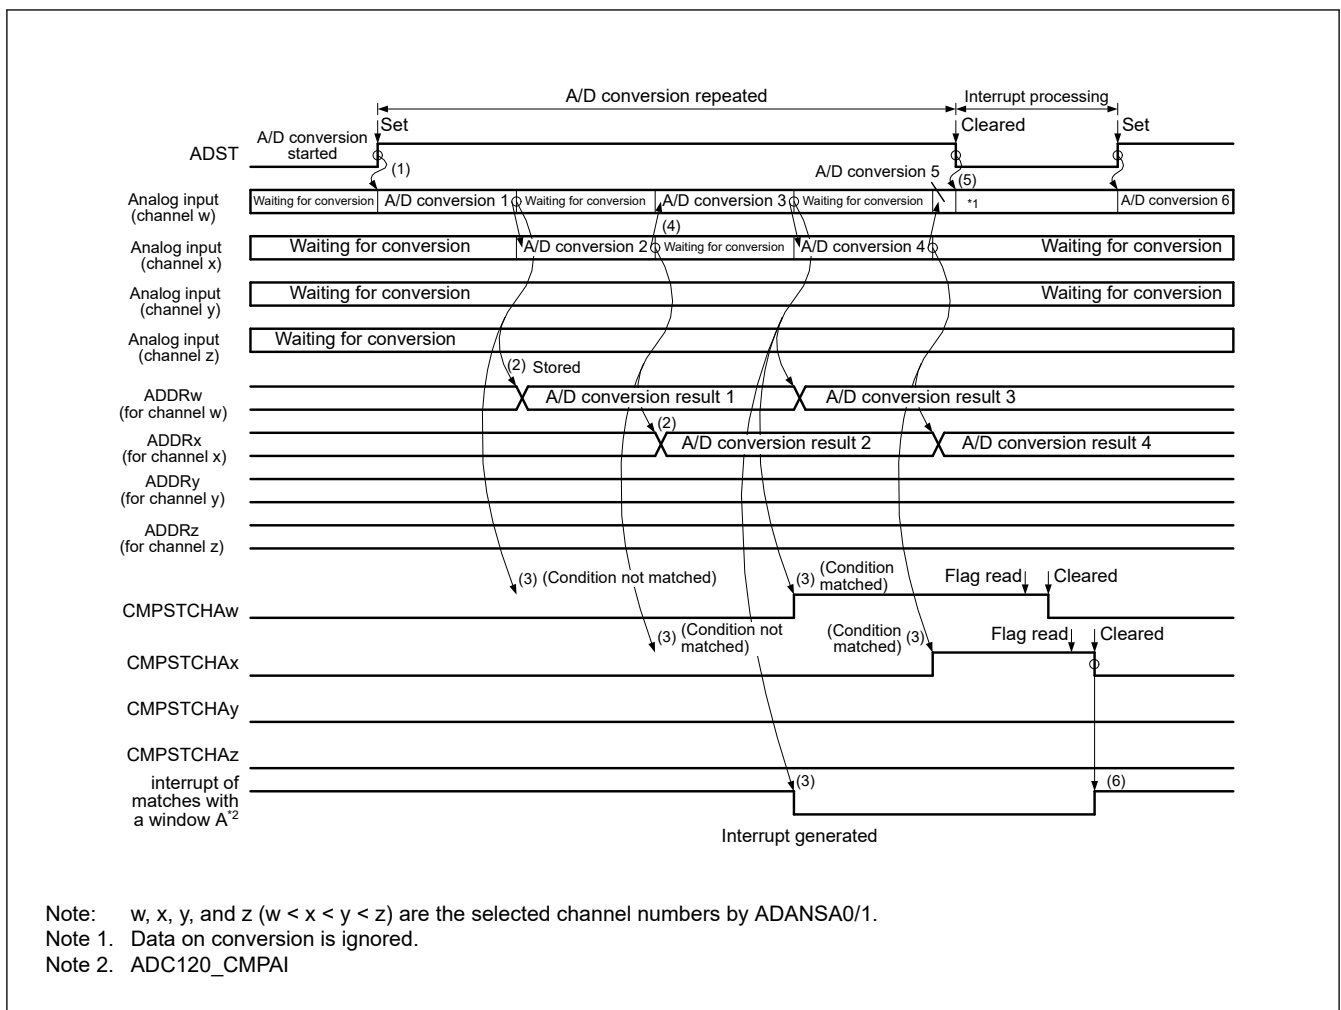 A/D conversion repeated
Interrupt processing
Set
Cleared
Set
A/D conversion
started
ADST
(1)
A/D conversion 5
(5)
Analog input
(channel w)
Waiting for conversion
A/D conversion 1
Waiting for conversion
A/D conversion 3
Waiting for conversion
*1
A/D conversion 6
(4)
Analog input
(channel x)
Waiting for conversion
A/D conversion 2
Waiting for conversion
A/D conversion 4
Waiting for conversion
Analog input
(channel y)
Waiting for conversion
Waiting for conversion
Analog input
(channel z)
Waiting for conversion
(2) Stored
ADDRw
(for channel w)
A/D conversion result 1
A/D conversion result 3
(2)
ADDRx
(for channel x)
A/D conversion result 2
A/D conversion result 4
ADDRy
(for channel y)
ADDRz
(for channel z)
(3) (Condition not matched)
(3) (Condition
matched)
Flag read
Cleared
CMPSTCHAw
(3) (Condition not
matched)
(Condition
matched) (3)
Flag read
Cleared
CMPSTCHAx
CMPSTCHAy
CMPSTCHAz
interrupt of
matches with
a window A*2
(3)
(6)
Interrupt generated
Note: w, x, y, and z (w < x < y < z) are the selected channel numbers by ADANSA0/1.
Note 1. Data on conversion is ignored.
Note 2. ADC120_CMPAI